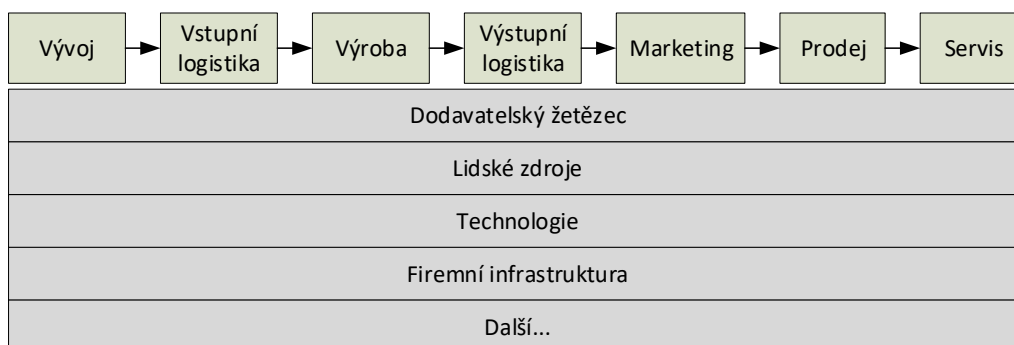 Vývoj
Vstupní
logistika
Výroba
Výstupní
logistika
Marketing
Prodej
Servis
Dodavatelský žetězec
Lidské zdroje
Technologie
Firemní infrastruktura
Další...